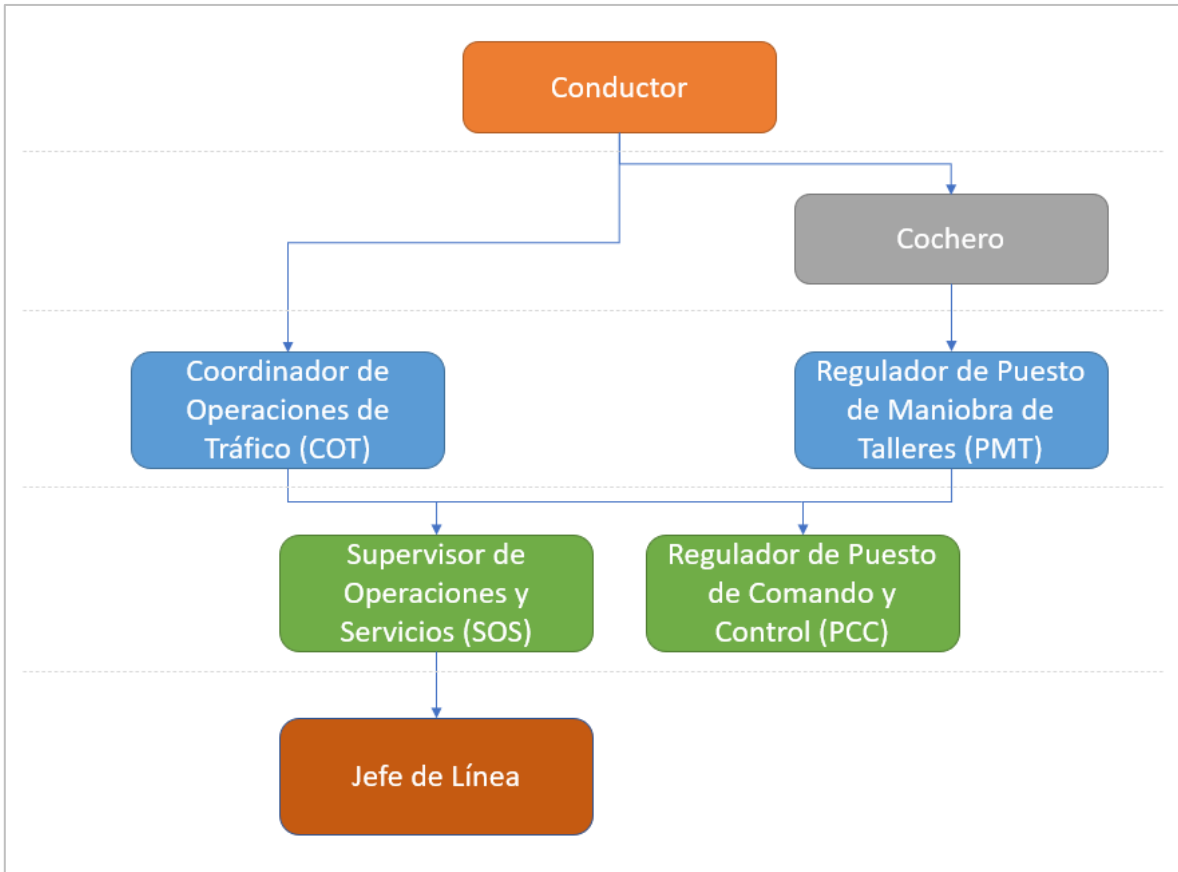 Conductor
Cochero
Coordinador de
Operaciones de
Tráfico (COT)
Regulador de Puesto
de Maniobra de
Talleres (PMT)
Supervisor de
Operaciones y
Servicios (SOS)
Regulador de Puesto
de Comando y
Control (PCC)
Jefe de Línea